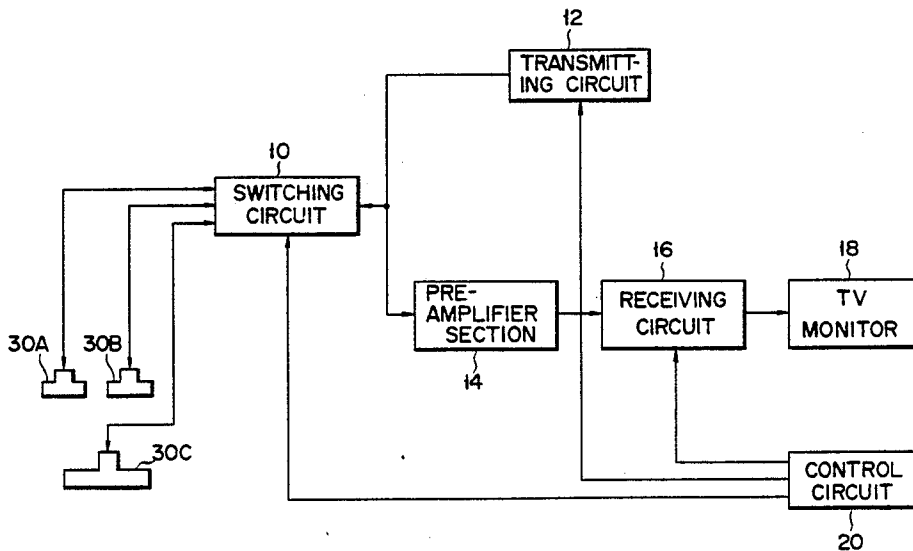 12
TRANSMITT-
ING CIRCUIT
10
SWITCHING
CIRCUIT
16
18
PRE-
AMPLIFIER
SECTION
RECEIVING
CIRCUIT
TV
MONITOR
14
30A
30B
30C
CONTROL
CIRCUIT
20